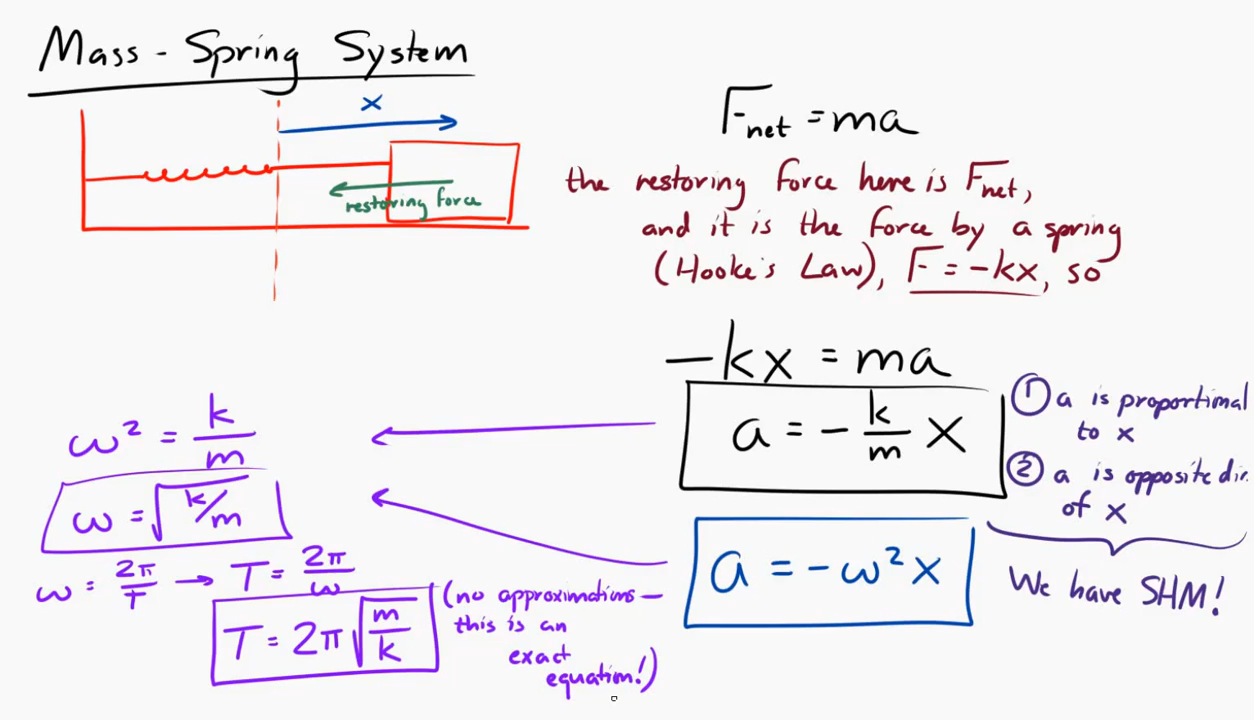 Mass - Spring System
x
restoring force
Fnet = ma
the restoring force here is Fnet,
and it is the force by a spring
(Hooke's Law), F = -kx, so
-kx = ma
a = - k/m x
① a is proportional
to x
② a is opposite dir.
of x
We have SHM!
a = -ω²x
ω² = k/m
ω = √k/m
ω = 2π/T → T = 2π/ω
T = 2π√m/k
(no approximations—
this is an
exact
equation!)